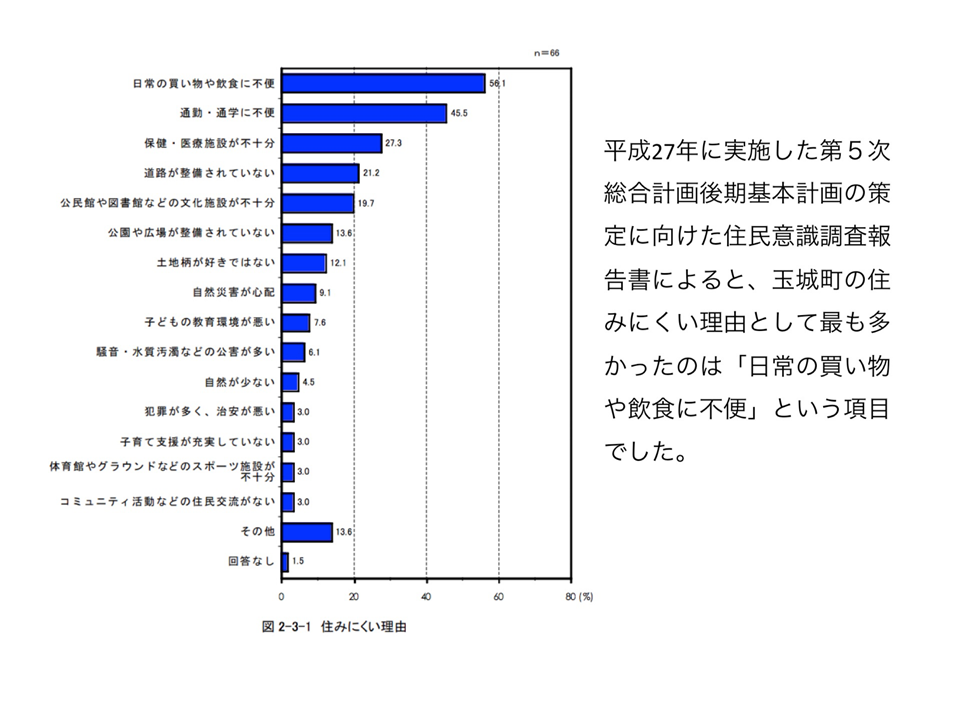 n=66
日常の買い物や飲食に不便 56.1
通勤・通学に不便 45.5
保健・医療施設が不十分 27.3
道路が整備されていない 21.2
公民館や図書館などの文化施設が不十分 19.7
公園や広場が整備されていない 13.6
土地柄が好きではない 12.1
自然災害が心配 9.1
子どもの教育環境が悪い 7.6
騒音・水質汚濁などの公害が多い 6.1
自然が少ない 4.5
犯罪が多く、治安が悪い 3.0
子育て支援が充実していない 3.0
体育館やグラウンドなどのスポーツ施設が
不十分 3.0
コミュニティ活動などの住民交流がない 3.0
その他 13.6
回答なし 1.5
0 20 40 60 80 (%)
図 2-3-1 住みにくい理由
平成27年に実施した第５次
総合計画後期基本計画の策
定に向けた住民意識調査報
告書によると、玉城町の住
みにくい理由として最も多
かったのは「日常の買い物
や飲食に不便」という項目
でした。